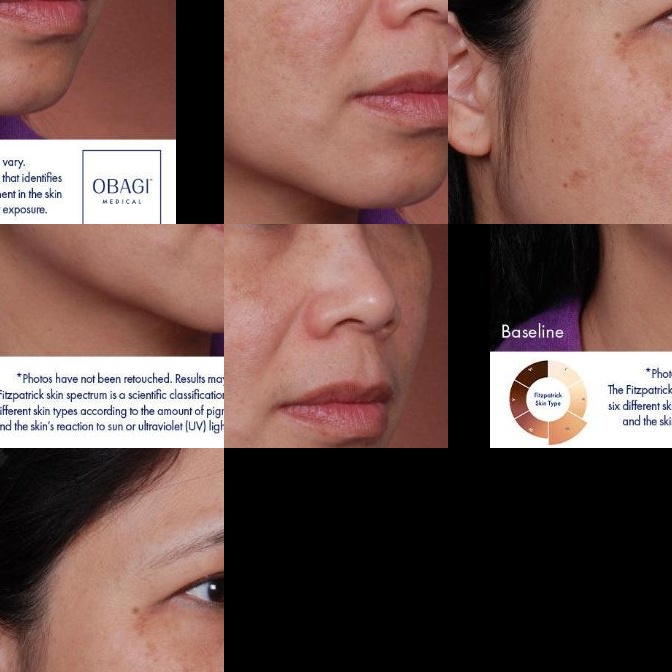 vary.
that identifies
ent in the skin
exposure.
OBAGI
MEDICAL
*Photos have not been retouched. Results may
Fitzpatrick skin spectrum is a scientific classification
ifferent skin types according to the amount of pigm
nd the skin's reaction to sun or ultraviolet (UV) ligh
Baseline
Fitzpatrick
Skin Type
*Phot
The Fitzpatrick
six different sk
and the ski